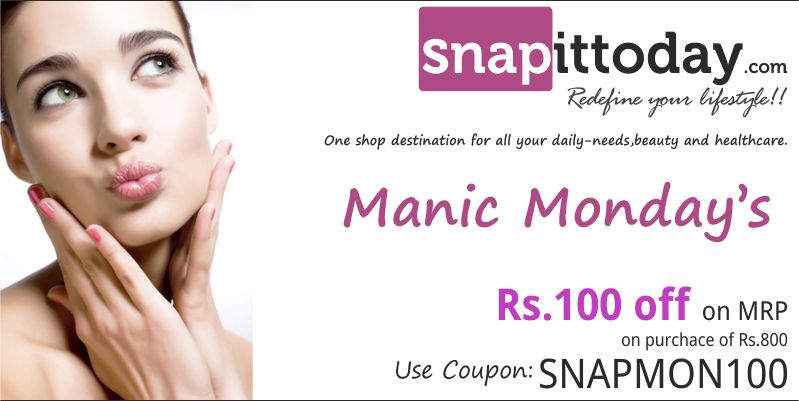 snapittoday.com
Redefine your lifestyle!!
One shop destination for all your daily-needs,beauty and healthcare.
Manic Monday's
Rs.100 off on MRP
on purchace of Rs.800
Use Coupon: SNAPMON100